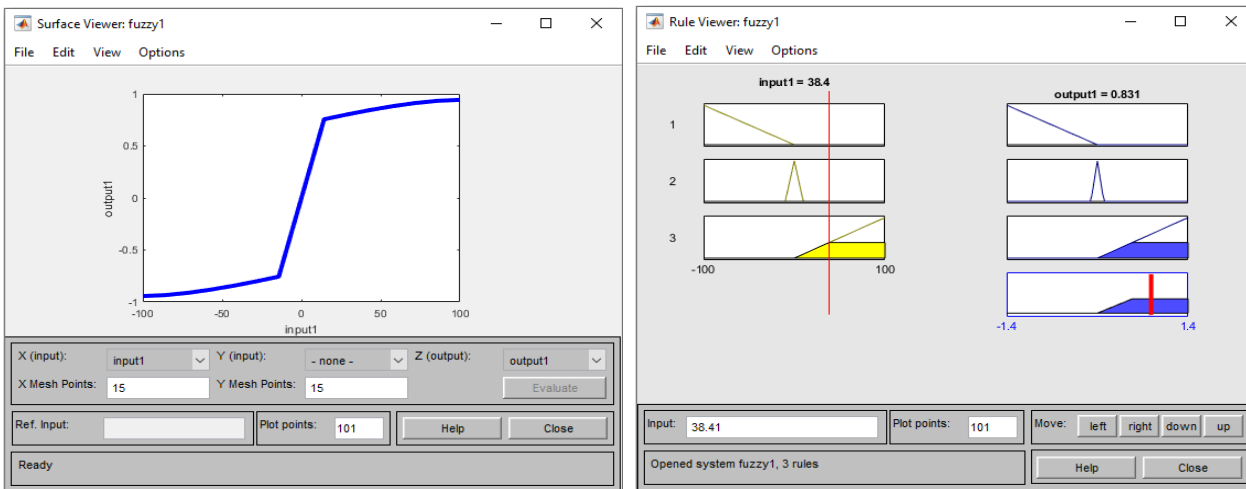 Surface Viewer: fuzzy1
File Edit View Options
1
0.5
0
-0.5
-1
output1
-100 -50 0 50 100
input1
X (input): input1 Y (input): - none - Z (output): output1
X Mesh Points: 15 Y Mesh Points: 15 Evaluate
Ref. Input: Plot points: 101 Help Close
Ready
Rule Viewer: fuzzy1
File Edit View Options
input1 = 38.4
output1 = 0.831
1
2
3
-100 100
-1.4 1.4
Input: 38.41 Plot points: 101 Move: left right down up
Opened system fuzzy1, 3 rules Help Close